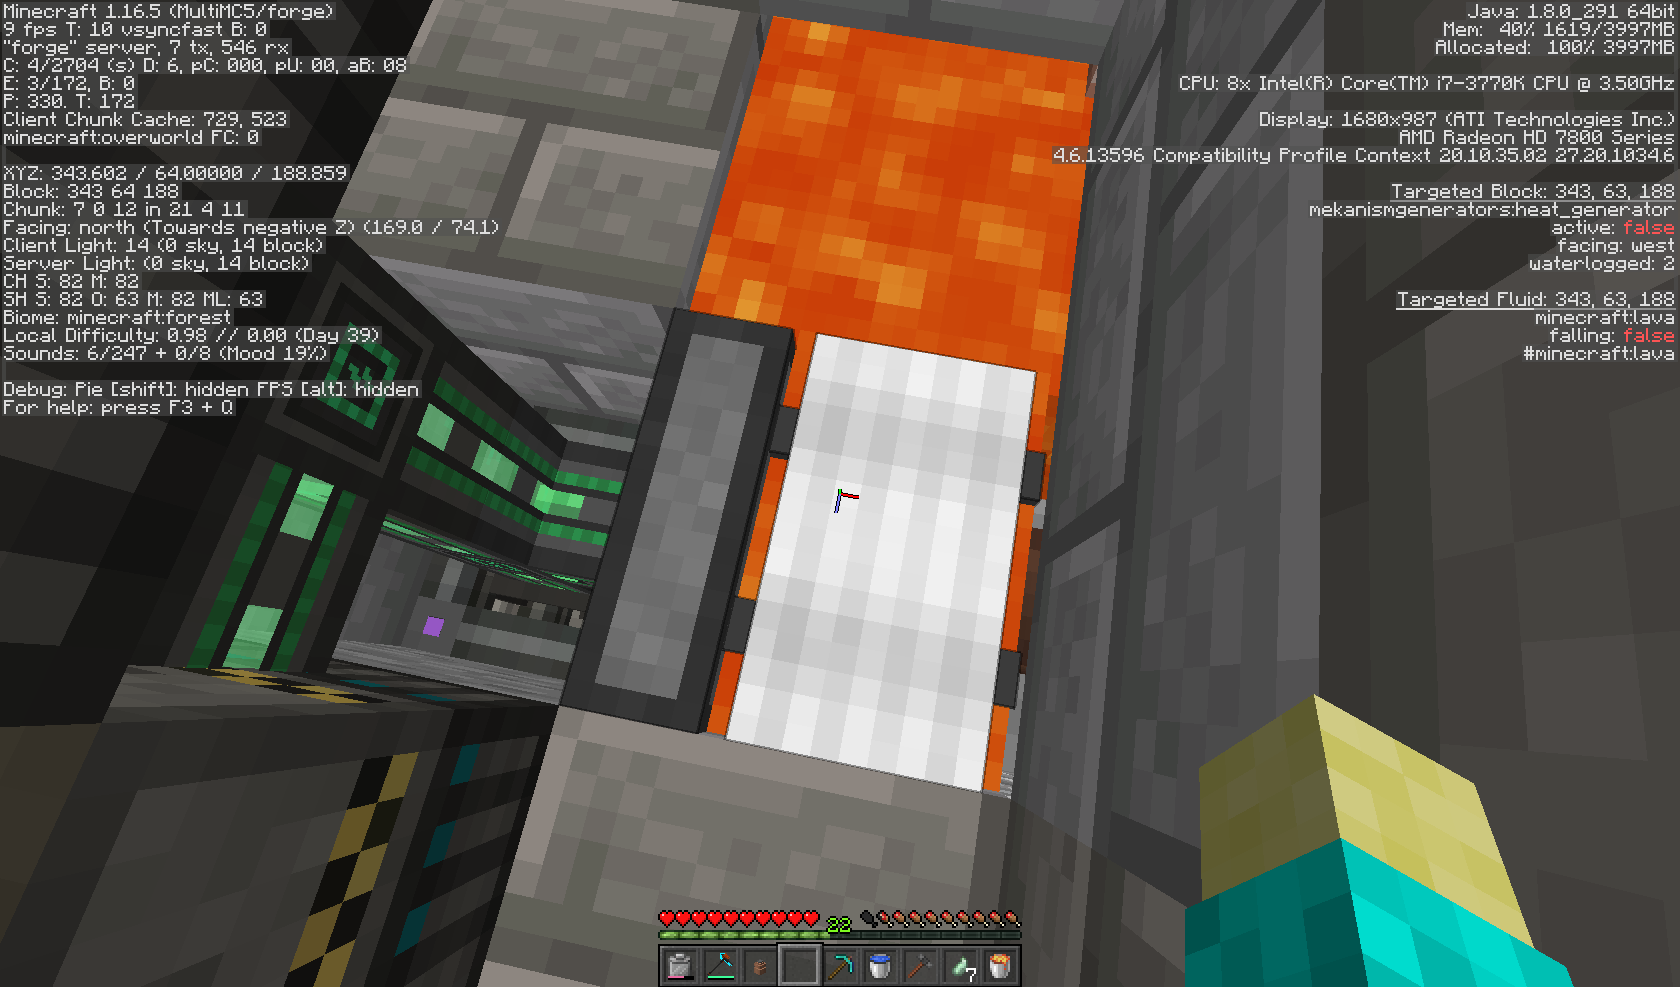 Minecraft 1.16.5 (MultiMC5/forge)
9 fps T: 10 vsyncfast B: 0
"forge" server, 7 tx, 546 rx
C: 4/2704 (s) D: 6, pC: 000, pU: 00, aB: 08
E: 3/172, B: 0
P: 330. T: 172
Client Chunk Cache: 729, 523
minecraft:overworld FC: 0
XYZ: 343.602 / 64.00000 / 188.859
Block: 343 64 188
Chunk: 7 0 12 in 21 4 11
Facing: north (Towards negative Z) (169.0 / 74.1)
Client Light: 14 (0 sky, 14 block)
Server Light: (0 sky, 14 block)
CH S: 82 M: 82
SH S: 82 O: 63 M: 82 ML: 63
Biome: minecraft:forest
Local Difficulty: 0.98 // 0.00 (Day 39)
Sounds: 6/247 + 0/8 (Mood 19%)
Debug: Pie [shift]: hidden FPS [alt]: hidden
For help: press F3 + Q
Java: 1.8.0_291 64bit
Mem: 40% 1619/3997MB
Allocated: 100% 3997MB
CPU: 8x Intel(R) Core(TM) i7-3770K CPU @ 3.50GHz
Display: 1680x987 (ATI Technologies Inc.)
AMD Radeon HD 7800 Series
4.6.13596 Compatibility Profile Context 20.10.35.02 27.20.1034.6
Targeted Block: 343, 63, 188
mekanismgenerators:heat_generator
active: false
facing: west
waterlogged: 2
Targeted Fluid: 343, 63, 188
minecraft:lava
falling: false
#minecraft:lava
22
7